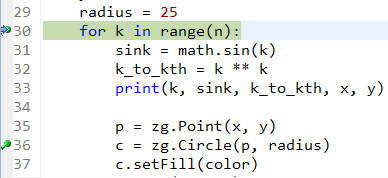 29 radius = 25
30 for k in range(n):
31 sink = math.sin(k)
32 k_to_kth = k ** k
33 print(k, sink, k_to_kth, x, y)
34
35 p = zg.Point(x, y)
36 c = zg.Circle(p, radius)
37 c.setFill(color)